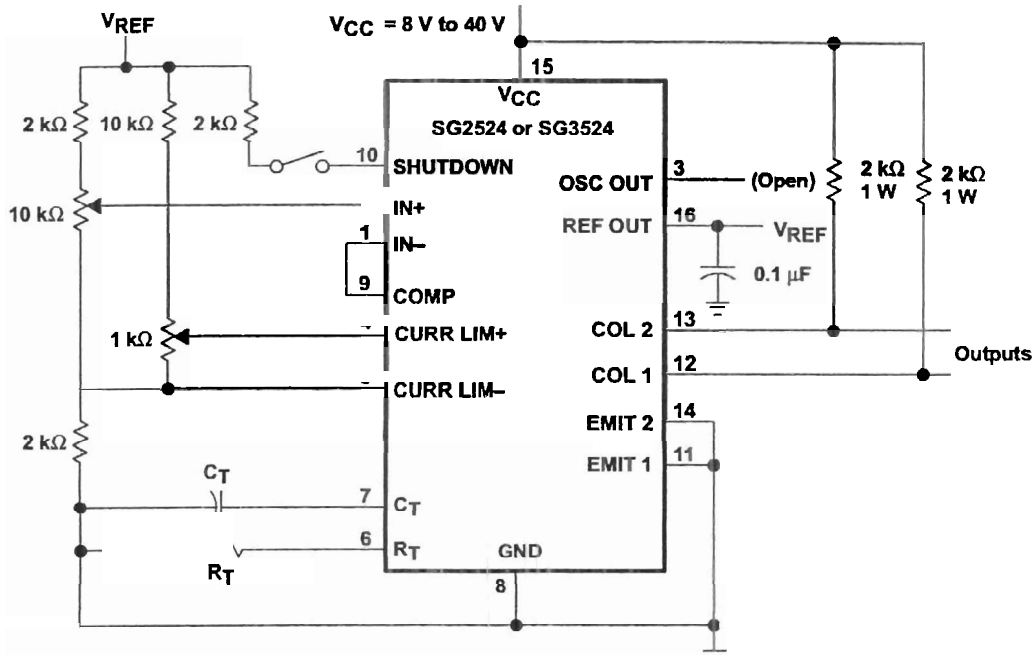 VREF
VCC = 8 V to 40 V
15
VCC
SG2524 or SG3524
2 kΩ
10 kΩ
2 kΩ
10
SHUTDOWN
3
OSC OUT
(Open)
2 kΩ
1 W
2 kΩ
1 W
10 kΩ
IN+
16
REF OUT
VREF
1
IN–
0.1 µF
9
COMP
1 kΩ
CURR LIM+
13
COL 2
Outputs
12
COL 1
CURR LIM–
14
EMIT 2
2 kΩ
11
EMIT 1
CT
7
CT
6
RT
GND
RT
8